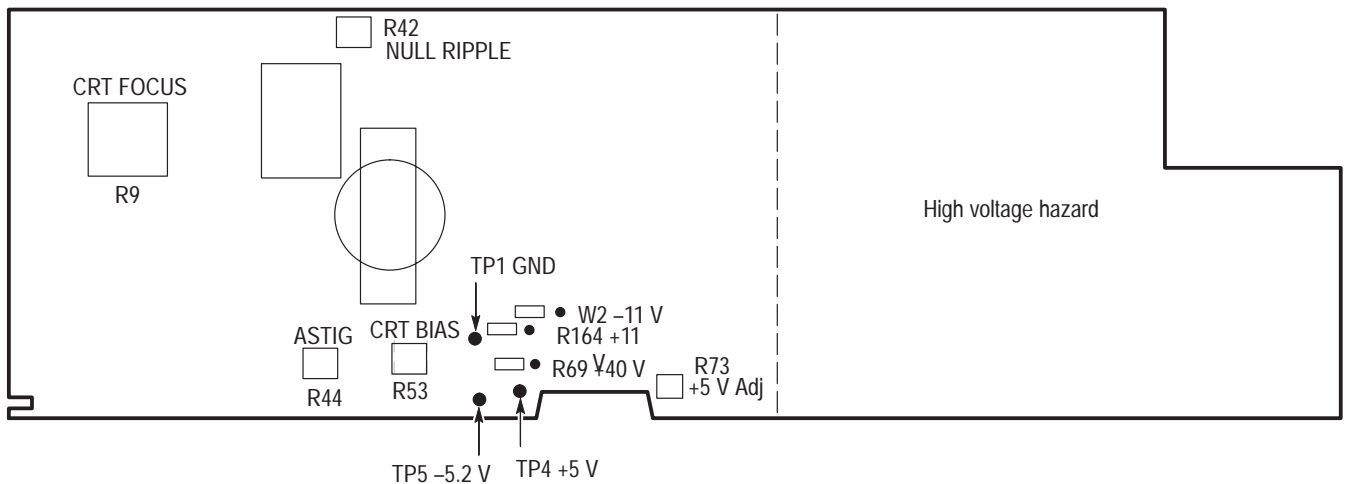 R42
NULL RIPPLE
CRT FOCUS
R9
High voltage hazard
TP1 GND
W2 –11 V
R164 +11
V
R69 +40 V
ASTIG
R44
CRT BIAS
R53
R73
+5 V Adj
TP5 –5.2 V
TP4 +5 V